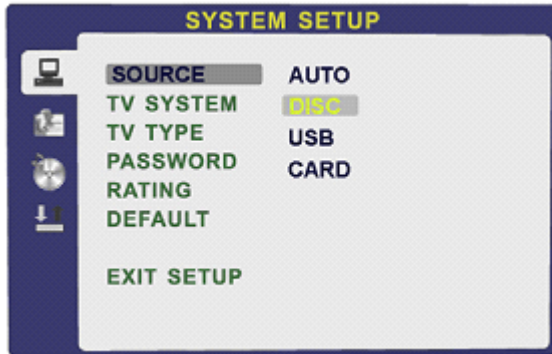 SYSTEM SETUP
SOURCE AUTO
TV SYSTEM DISC
TV TYPE USB
PASSWORD CARD
RATING
DEFAULT
EXIT SETUP